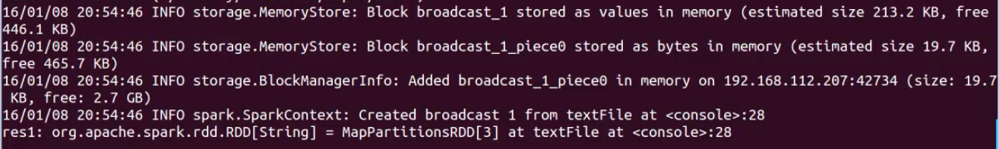 16/01/08 20:54:46 INFO storage.MemoryStore: Block broadcast_1 stored as values in memory (estimated size 213.2 KB, free
446.1 KB)
16/01/08 20:54:46 INFO storage.MemoryStore: Block broadcast_1_piece0 stored as bytes in memory (estimated size 19.7 KB,
free 465.7 KB)
16/01/08 20:54:46 INFO storage.BlockManagerInfo: Added broadcast_1_piece0 in memory on 192.168.112.207:42734 (size: 19.7
KB, free: 2.7 GB)
16/01/08 20:54:46 INFO spark.SparkContext: Created broadcast 1 from textFile at <console>:28
res1: org.apache.spark.rdd.RDD[String] = MapPartitionsRDD[3] at textFile at <console>:28